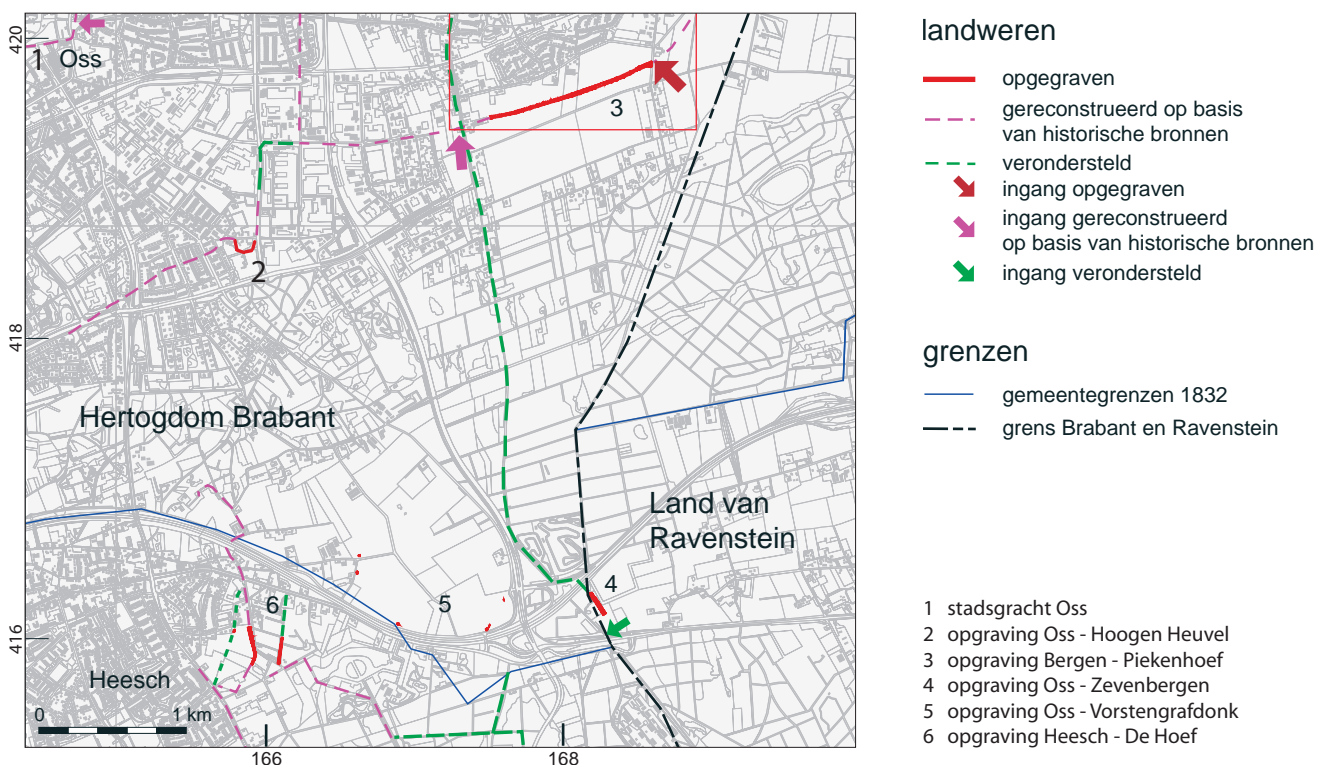 420
418
416
166
168
1 Oss
2
3
Hertogdom Brabant
Land van
Ravenstein
4
5
6
Heesch
0 1 km
landweren
opgegraven
gereconstrueerd op basis
van historische bronnen
verondersteld
ingang opgegraven
ingang gereconstrueerd
op basis van historische bronnen
ingang verondersteld
grenzen
gemeentegrenzen 1832
grens Brabant en Ravenstein
1 stadsgracht Oss
2 opgraving Oss - Hoogen Heuvel
3 opgraving Bergen - Piekenhoef
4 opgraving Oss - Zevenbergen
5 opgraving Oss - Vorstengrafdonk
6 opgraving Heesch - De Hoef